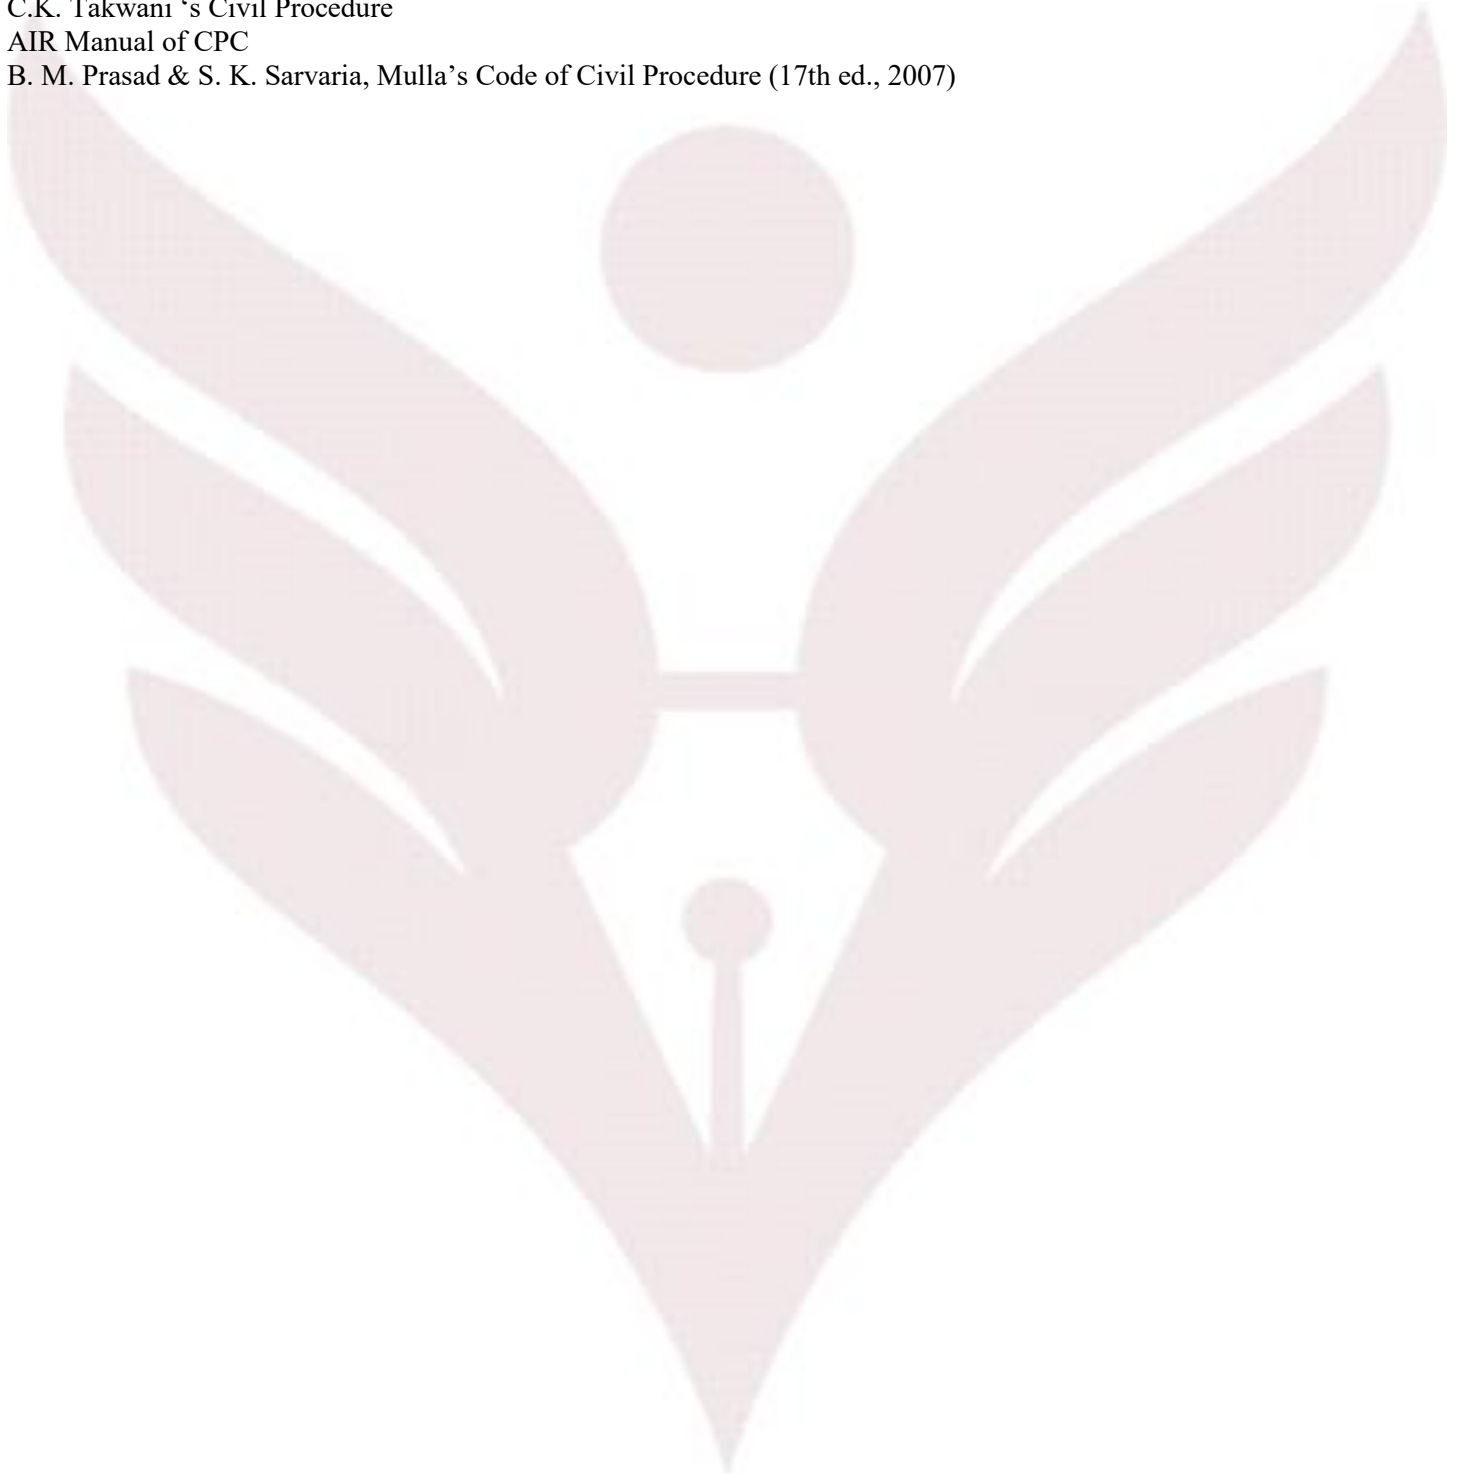 C.K. Takwani ‘s Civil Procedure
AIR Manual of CPC
B. M. Prasad & S. K. Sarvaria, Mulla’s Code of Civil Procedure (17th ed., 2007)